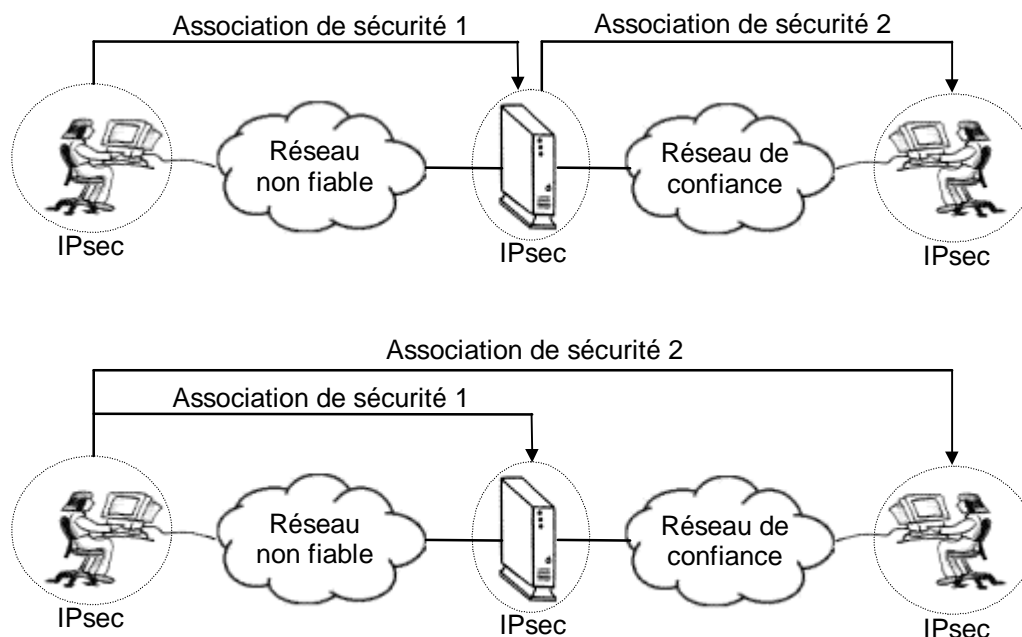 Association de sécurité 1
Association de sécurité 2
Réseau
non fiable
Réseau de
confiance
IPsec
IPsec
IPsec
Association de sécurité 2
Association de sécurité 1
Réseau
non fiable
Réseau de
confiance
IPsec
IPsec
IPsec